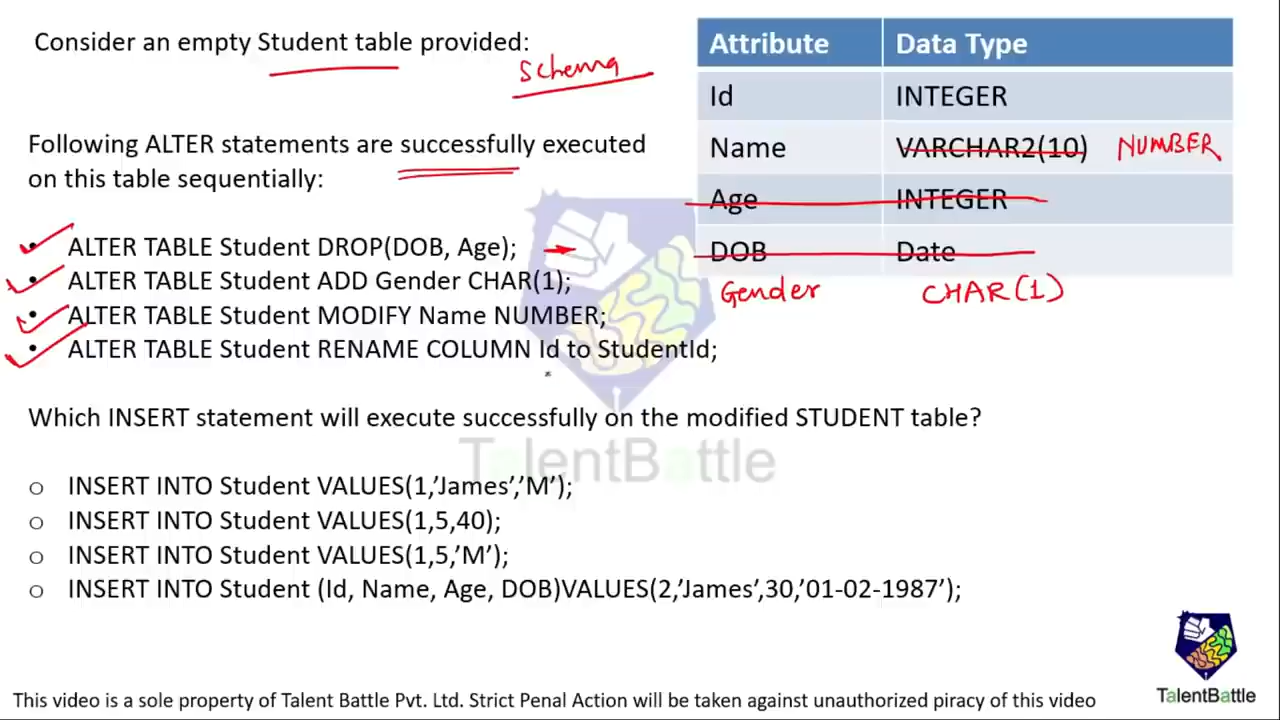 Consider an empty Student table provided:
Schema
Following ALTER statements are successfully executed
on this table sequentially:
• ALTER TABLE Student DROP(DOB, Age);
• ALTER TABLE Student ADD Gender CHAR(1);
• ALTER TABLE Student MODIFY Name NUMBER;
• ALTER TABLE Student RENAME COLUMN Id to StudentId;
Attribute Data Type
Id INTEGER
Name VARCHAR2(10) NUMBER
Age INTEGER
DOB Date
Gender CHAR(1)
Which INSERT statement will execute successfully on the modified STUDENT table?
TalentBattle
o INSERT INTO Student VALUES(1,’James’,’M’);
o INSERT INTO Student VALUES(1,5,40);
o INSERT INTO Student VALUES(1,5,’M’);
o INSERT INTO Student (Id, Name, Age, DOB)VALUES(2,’James’,30,’01-02-1987’);
TalentBattle
This video is a sole property of Talent Battle Pvt. Ltd. Strict Penal Action will be taken against unauthorized piracy of this video